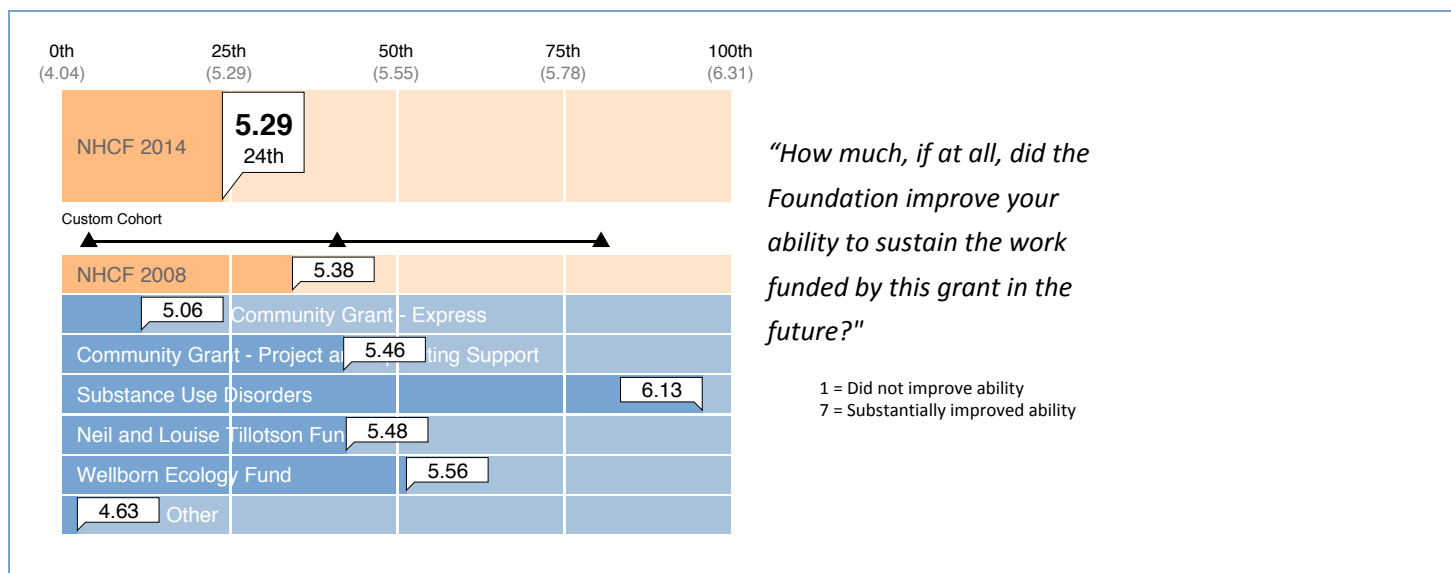 0th 25th 50th 75th 100th
(4.04) (5.29) (5.55) (5.78) (6.31)
NHCF 2014
5.29
24th
Custom Cohort
NHCF 2008 5.38
5.06 Community Grant - Express
Community Grant - Project a 5.46 ting Support
Substance Use Disorders 6.13
Neil and Louise Tillotson Fun 5.48
Wellborn Ecology Fund 5.56
4.63 Other
“How much, if at all, did the
Foundation improve your
ability to sustain the work
funded by this grant in the
future?"
1 = Did not improve ability
7 = Substantially improved ability